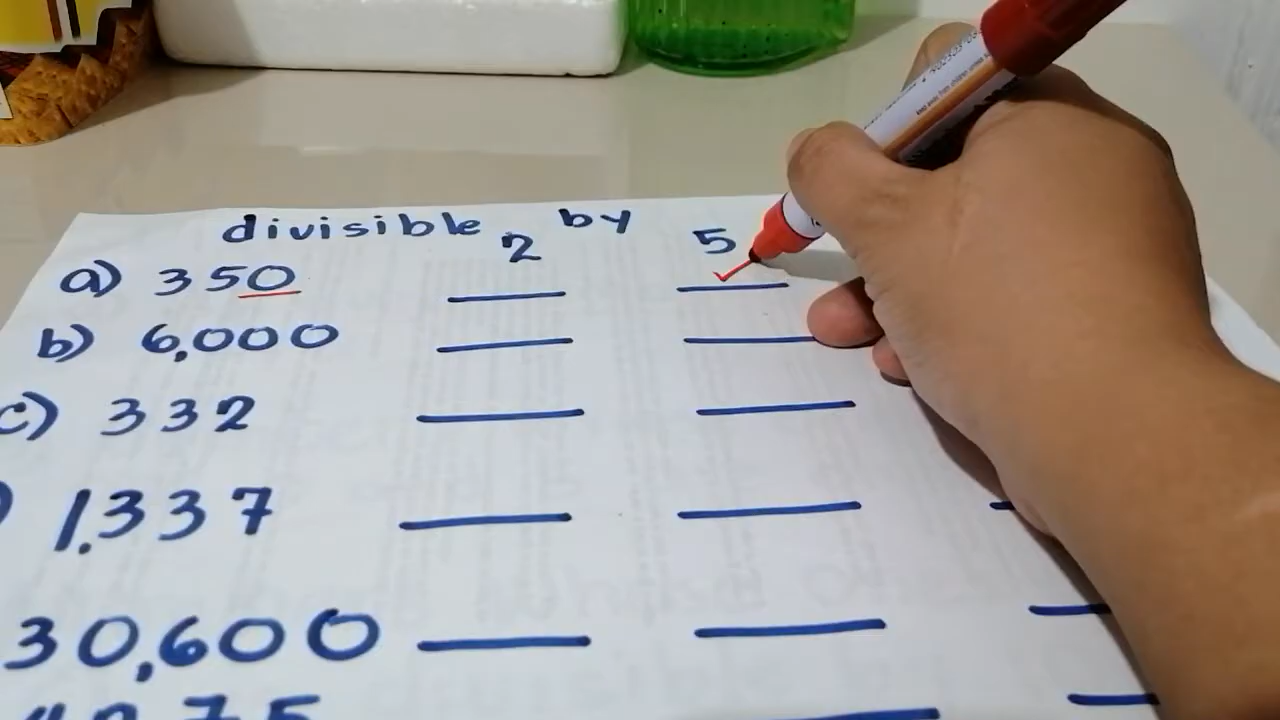 divisible by
2 5
a) 350
b) 6,000
c) 332
) 1,337
30,600